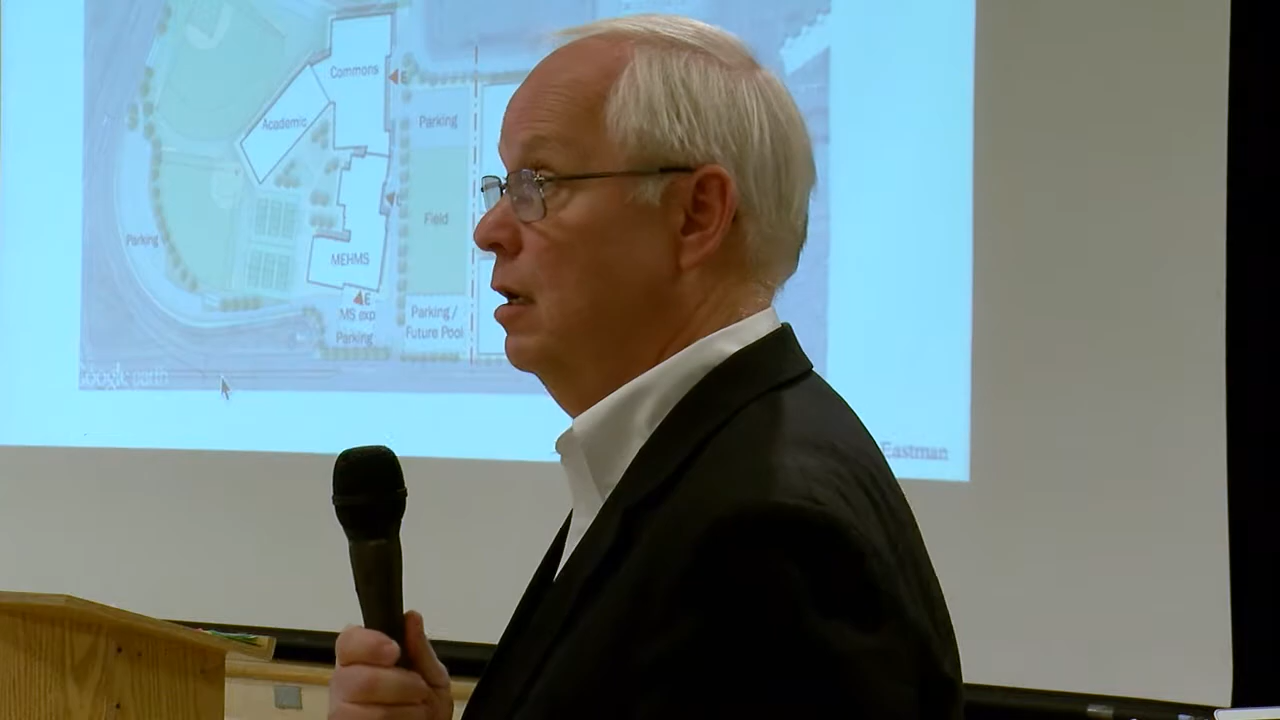 Commons
E
Academic
Parking
Field
Parking
MEHMS
E
MS exp
Parking
Parking /
Future Pool
Google earth
Eastman